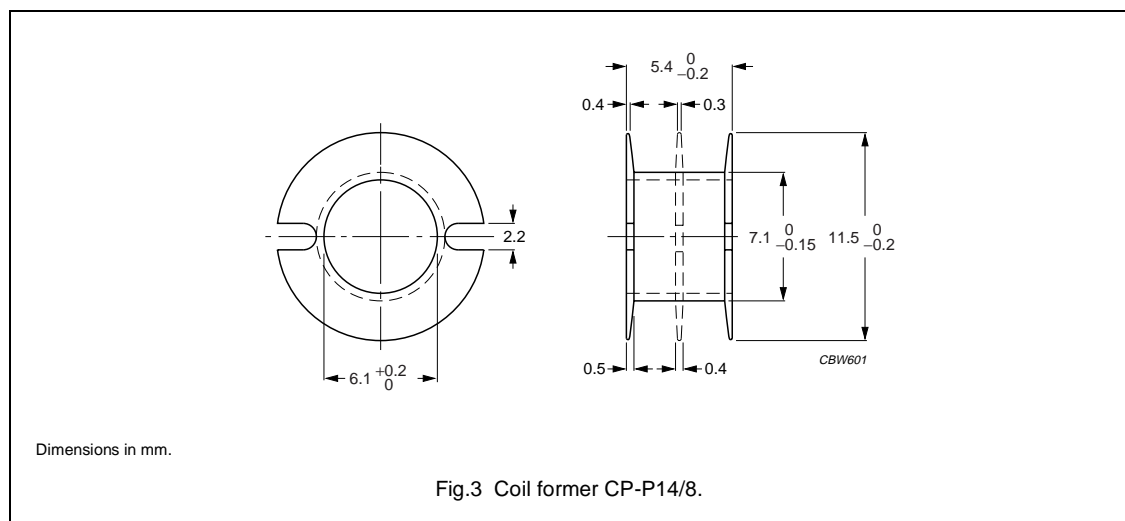 5.4 0 −0.2
0.4 0.3
2.2
7.1 0 −0.15 11.5 0 −0.2
CBW601
0.5 0.4
6.1 +0.2 0
Dimensions in mm.
Fig.3 Coil former CP-P14/8.